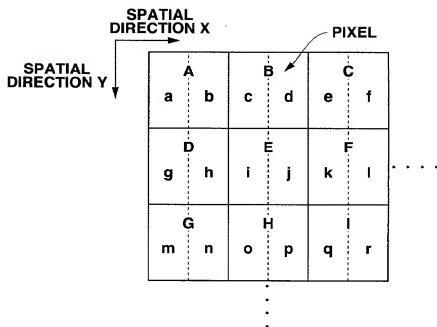 SPATIAL DIRECTION X
PIXEL
SPATIAL DIRECTION Y
A B C
a b c d e f
D E F
g h i j k l
G H I
m n o p q r